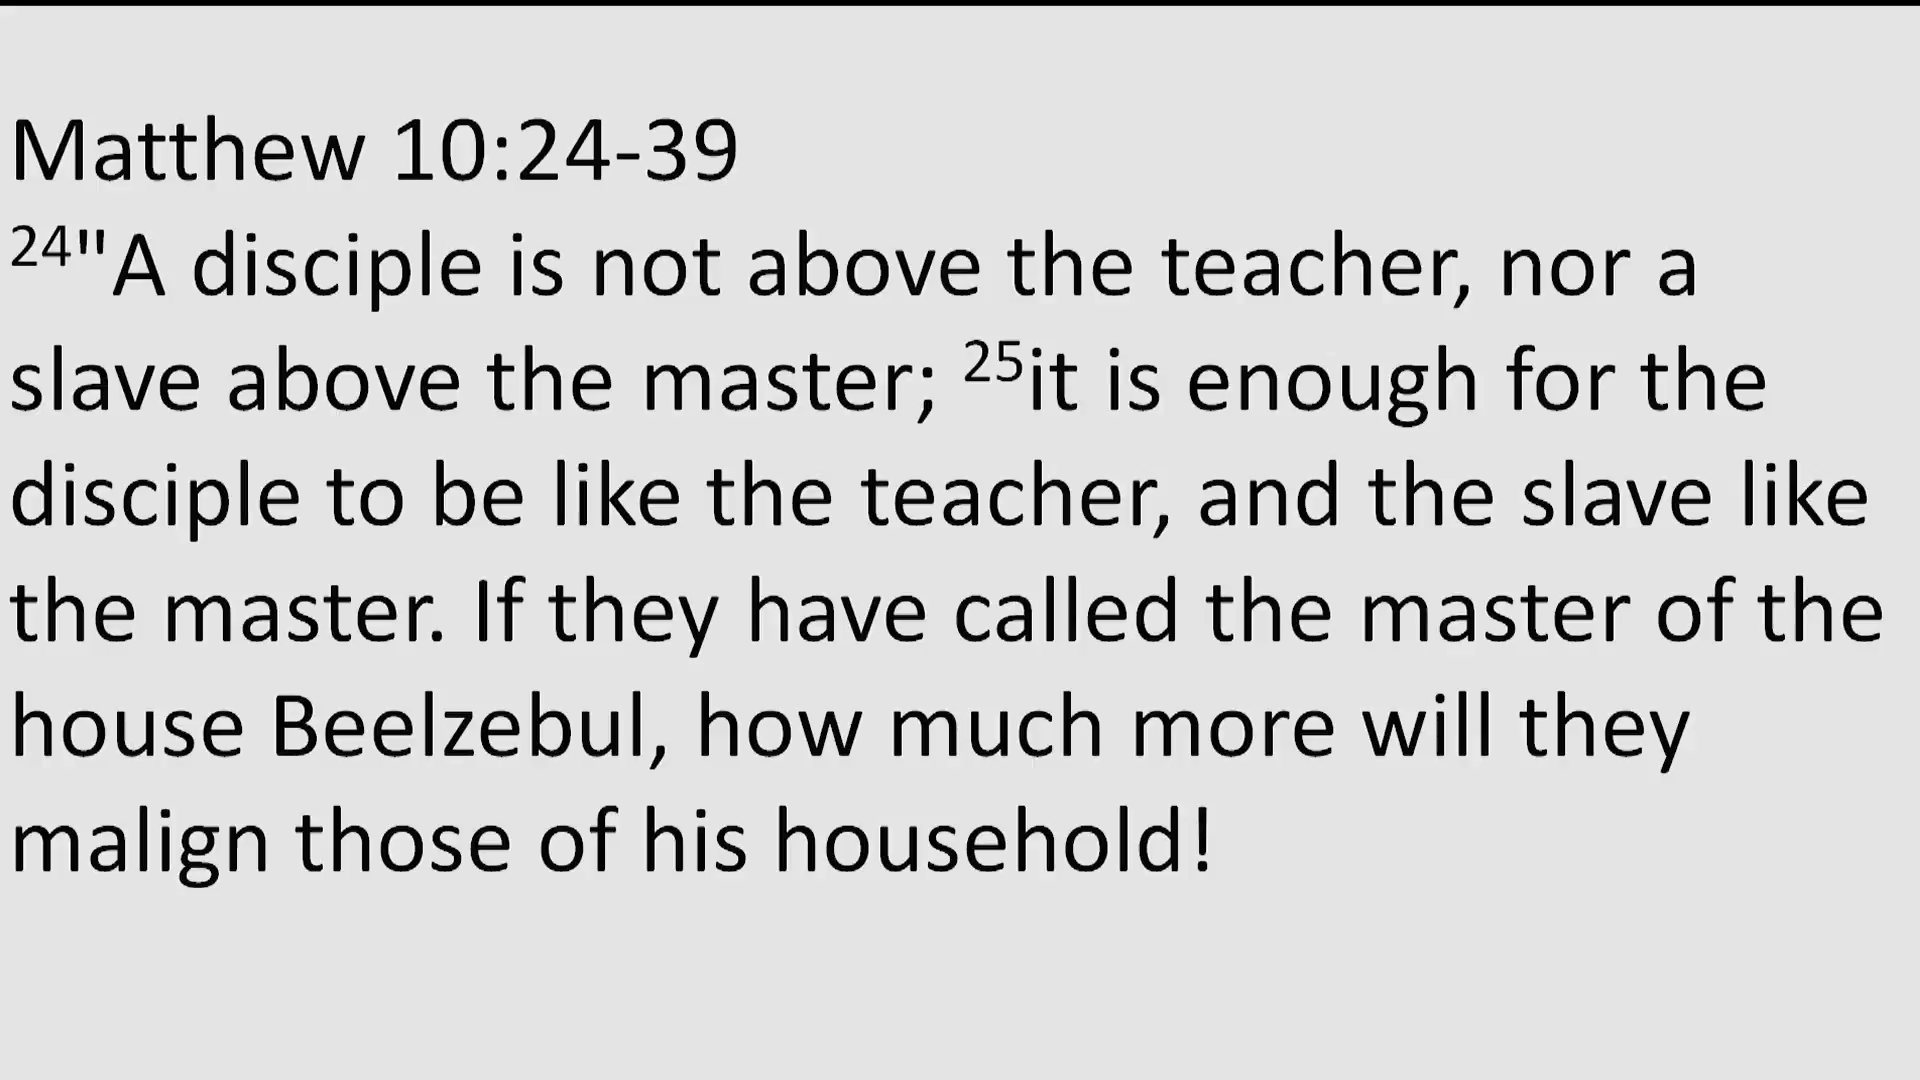 Matthew 10:24-39
24"A disciple is not above the teacher, nor a
slave above the master; 25it is enough for the
disciple to be like the teacher, and the slave like
the master. If they have called the master of the
house Beelzebul, how much more will they
malign those of his household!